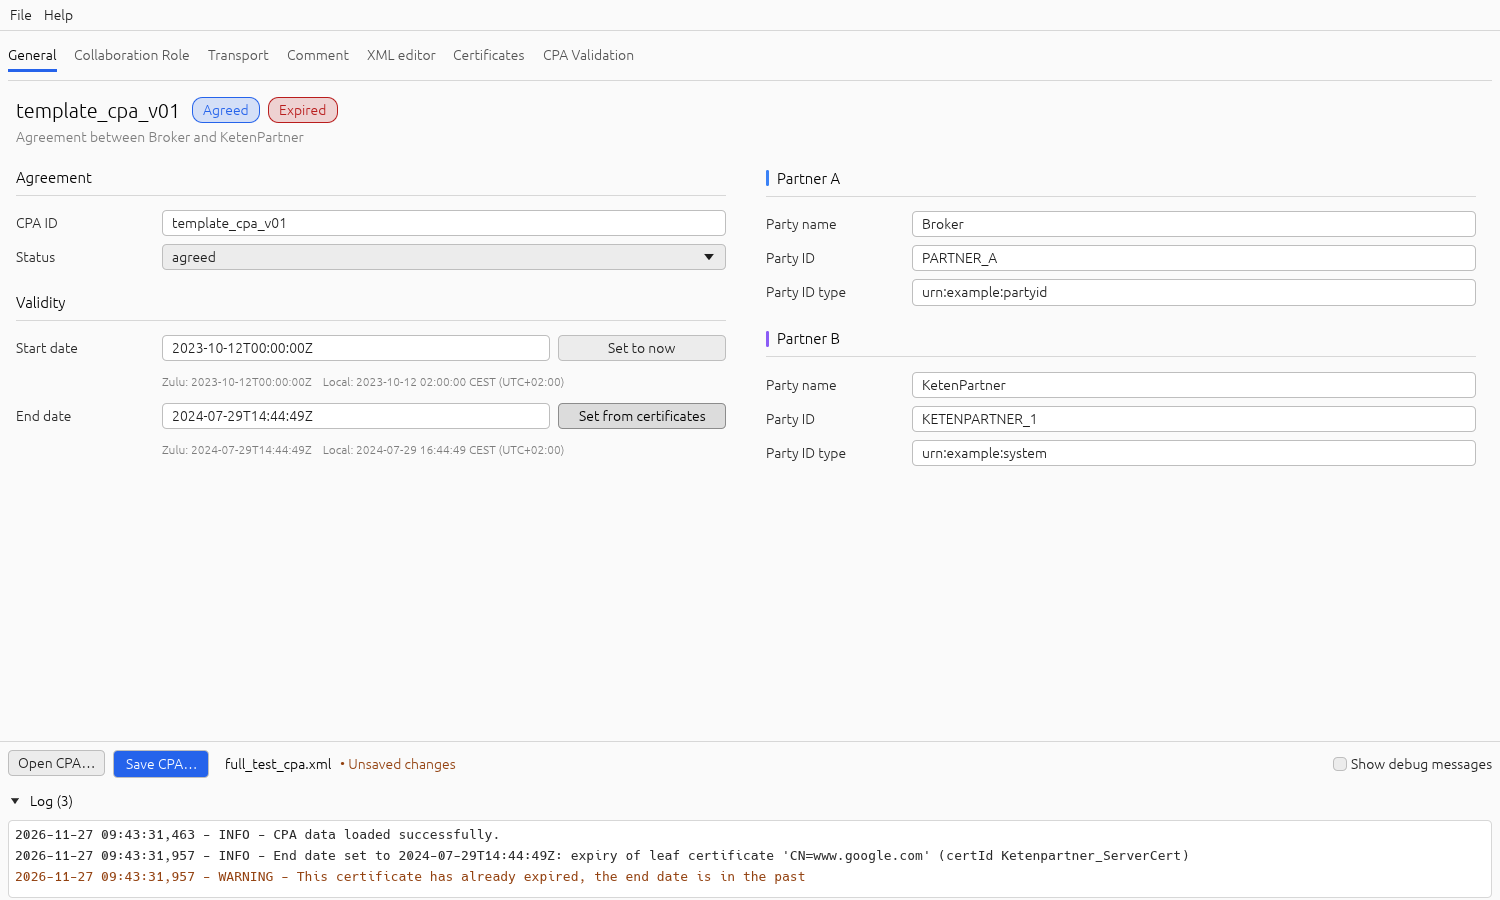 File Help
General Collaboration Role Transport Comment XML editor Certificates CPA Validation
template_cpa_v01 Agreed Expired
Agreement between Broker and KetenPartner
Agreement
CPA ID template_cpa_v01
Status agreed
Validity
Start date 2023-10-12T00:00:00Z Set to now
Zulu: 2023-10-12T00:00:00Z Local: 2023-10-12 02:00:00 CEST (UTC+02:00)
End date 2024-07-29T14:44:49Z Set from certificates
Zulu: 2024-07-29T14:44:49Z Local: 2024-07-29 16:44:49 CEST (UTC+02:00)
Partner A
Party name Broker
Party ID PARTNER_A
Party ID type urn:example:partyid
Partner B
Party name KetenPartner
Party ID KETENPARTNER_1
Party ID type urn:example:system
Open CPA... Save CPA... full_test_cpa.xml • Unsaved changes Show debug messages
Log (3)
2026-11-27 09:43:31,463 - INFO - CPA data loaded successfully.
2026-11-27 09:43:31,957 - INFO - End date set to 2024-07-29T14:44:49Z: expiry of leaf certificate 'CN=www.google.com' (certId Ketenpartner_ServerCert)
2026-11-27 09:43:31,957 - WARNING - This certificate has already expired, the end date is in the past